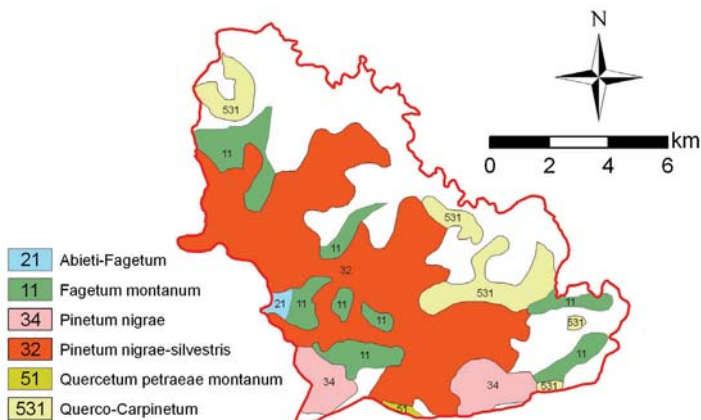 N
km
0 2 4 6
531
11
531
11
32
531
21
11
11
11
11
531
11
11
34
34
531
51
21 Abieti-Fagetum
11 Fagetum montanum
34 Pinetum nigrae
32 Pinetum nigrae-silvestris
51 Quercetum petraeae montanum
531 Querco-Carpinetum